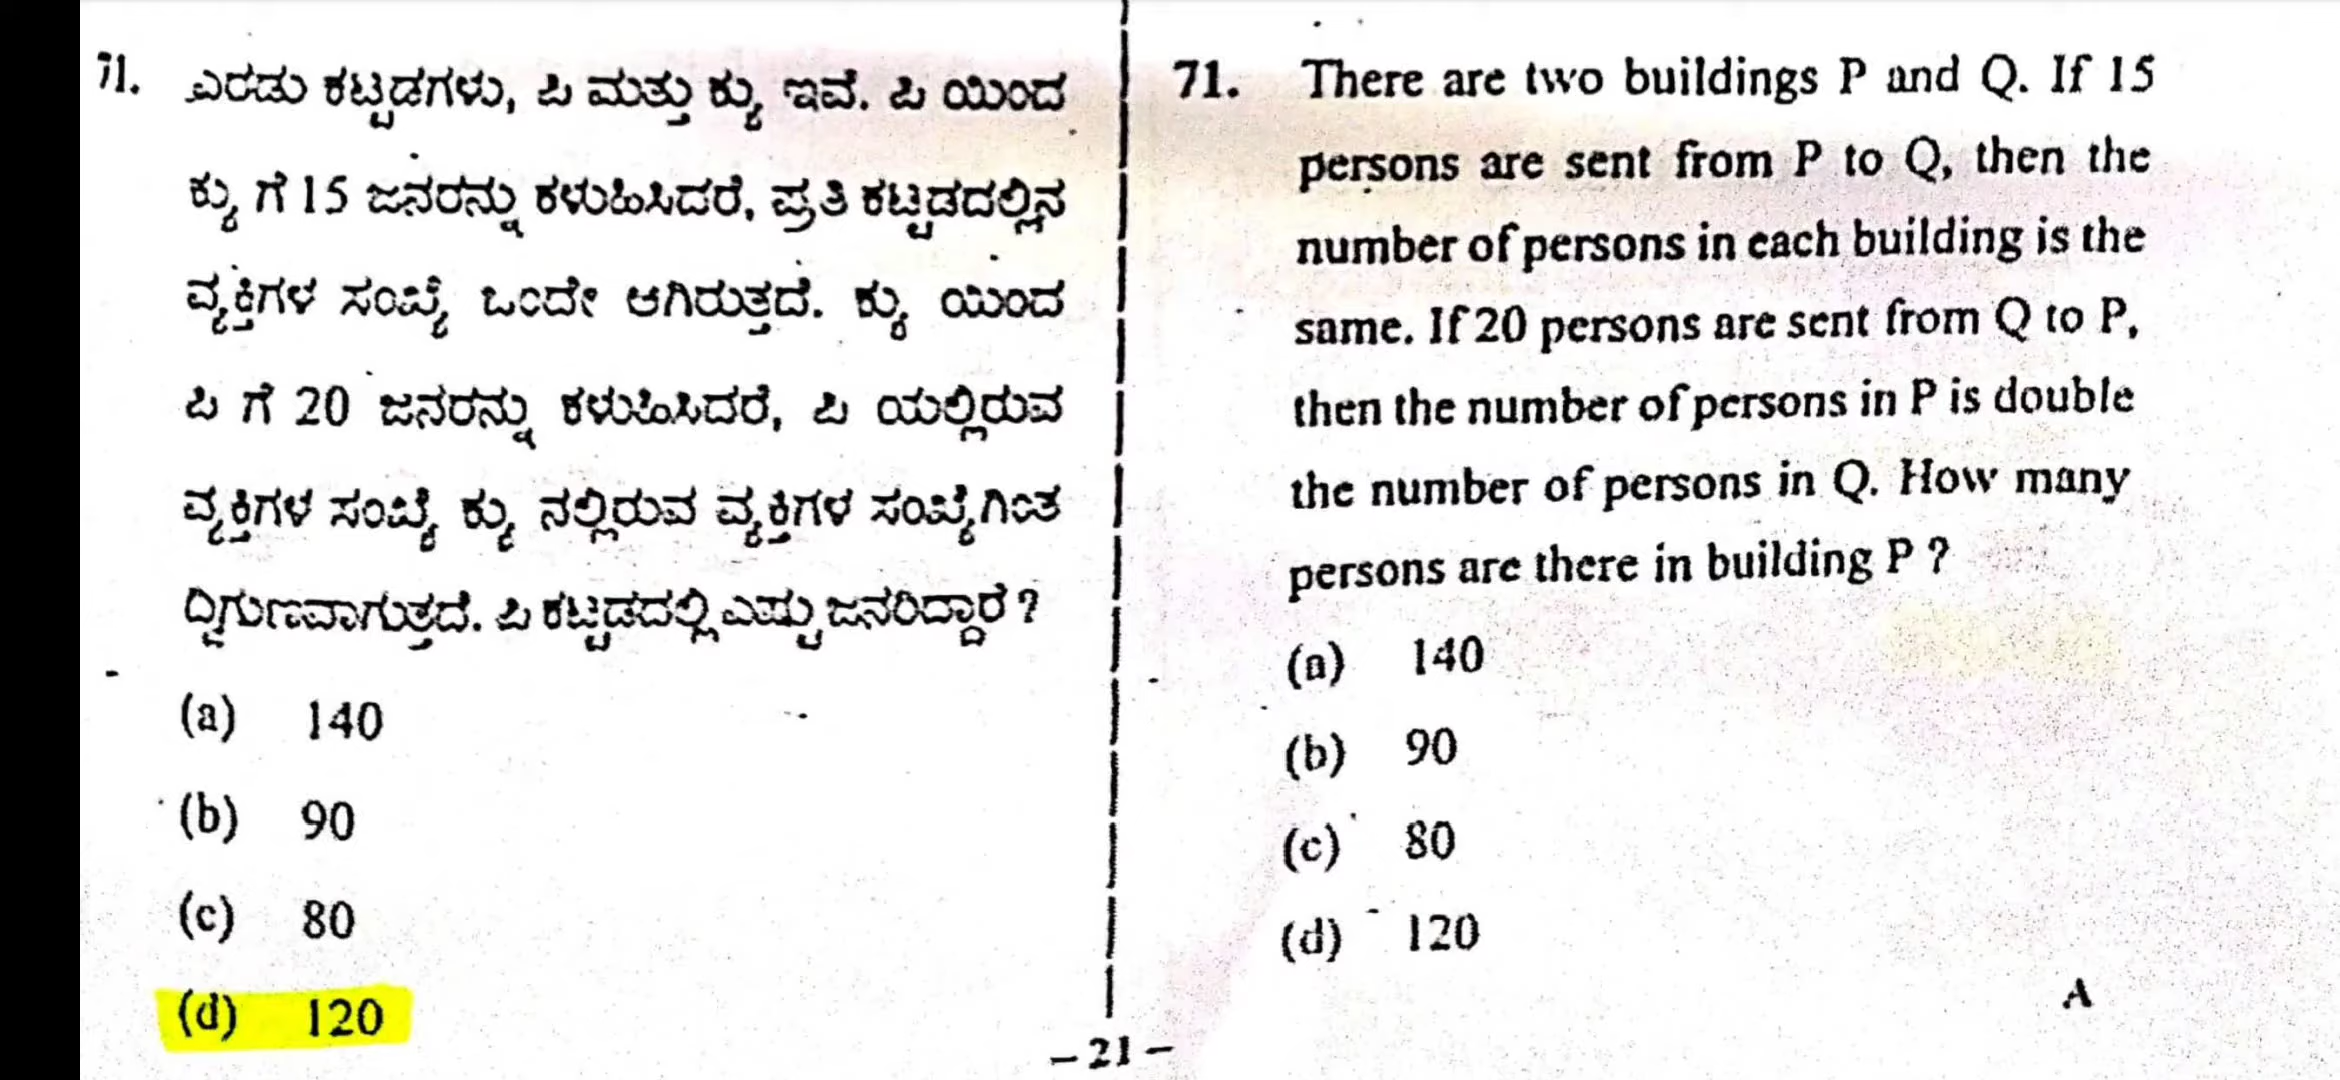 71. ಎರಡು ಕಟ್ಟಡಗಳು, ಪಿ ಮತ್ತು ಕ್ಯು ಇವೆ. ಪಿ ಯಿಂದ
ಕ್ಯು ಗೆ 15 ಜನರನ್ನು ಕಳುಹಿಸಿದರೆ, ಪ್ರತಿ ಕಟ್ಟಡದಲ್ಲಿನ
ವ್ಯಕ್ತಿಗಳ ಸಂಖ್ಯೆ ಒಂದೇ ಆಗಿರುತ್ತದೆ. ಕ್ಯು ಯಿಂದ
ಪಿ ಗೆ 20 ಜನರನ್ನು ಕಳುಹಿಸಿದರೆ, ಪಿ ಯಲ್ಲಿರುವ
ವ್ಯಕ್ತಿಗಳ ಸಂಖ್ಯೆ ಕ್ಯು ನಲ್ಲಿರುವ ವ್ಯಕ್ತಿಗಳ ಸಂಖ್ಯೆಗಿಂತ
ದ್ವಿಗುಣವಾಗುತ್ತದೆ. ಪಿ ಕಟ್ಟಡದಲ್ಲಿ ಎಷ್ಟು ಜನರಿದ್ದಾರೆ ?
(a) 140
(b) 90
(c) 80
(d) 120
71. There are two buildings P and Q. If 15
persons are sent from P to Q, then the
number of persons in each building is the
same. If 20 persons are sent from Q to P,
then the number of persons in P is double
the number of persons in Q. How many
persons are there in building P ?
(a) 140
(b) 90
(c) 80
(d) 120
A
– 21 –